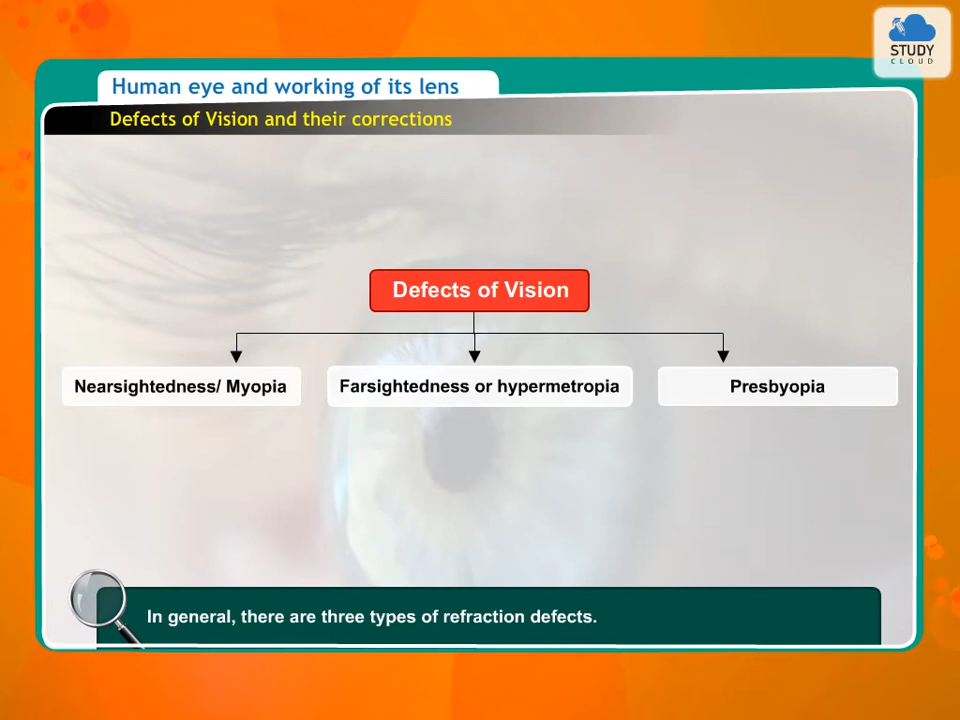 STUDY
CLOUD
Human eye and working of its lens
Defects of Vision and their corrections
Defects of Vision
Nearsightedness/ Myopia
Farsightedness or hypermetropia
Presbyopia
In general, there are three types of refraction defects.